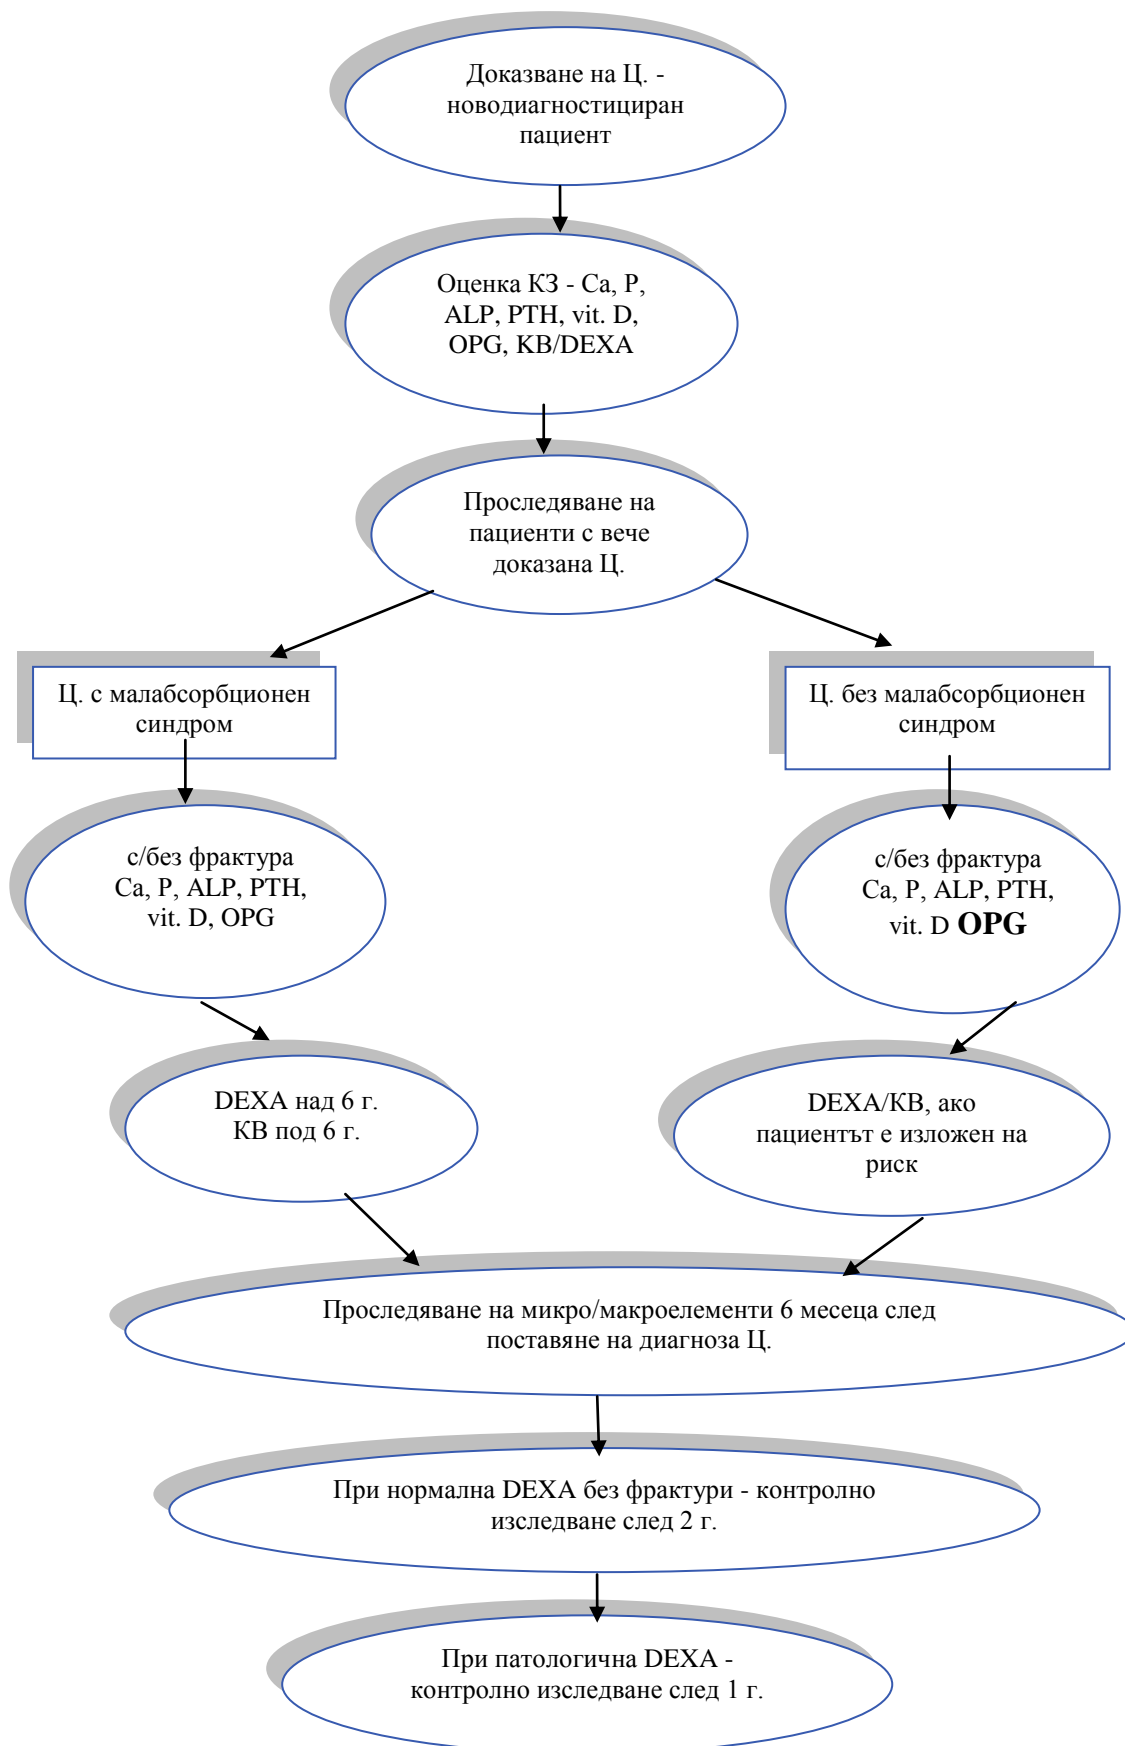 Доказване на Ц. -
новодиагностициран
пациент
Оценка КЗ - Ca, P,
ALP, PTH, vit. D,
OPG, КВ/DEXA
Проследяване на
пациенти с вече
доказана Ц.
Ц. с малабсорбционен
синдром
Ц. без малабсорбционен
синдром
с/без фрактура
Ca, P, ALP, PTH,
vit. D, OPG
с/без фрактура
Ca, P, ALP, PTH,
vit. D OPG
DEXA над 6 г.
КВ под 6 г.
DEXA/КВ, ако
пациентът е изложен на
риск
Проследяване на микро/макроелементи 6 месеца след
поставяне на диагноза Ц.
При нормална DEXA без фрактури - контролно
изследване след 2 г.
При патологична DEXA -
контролно изследване след 1 г.